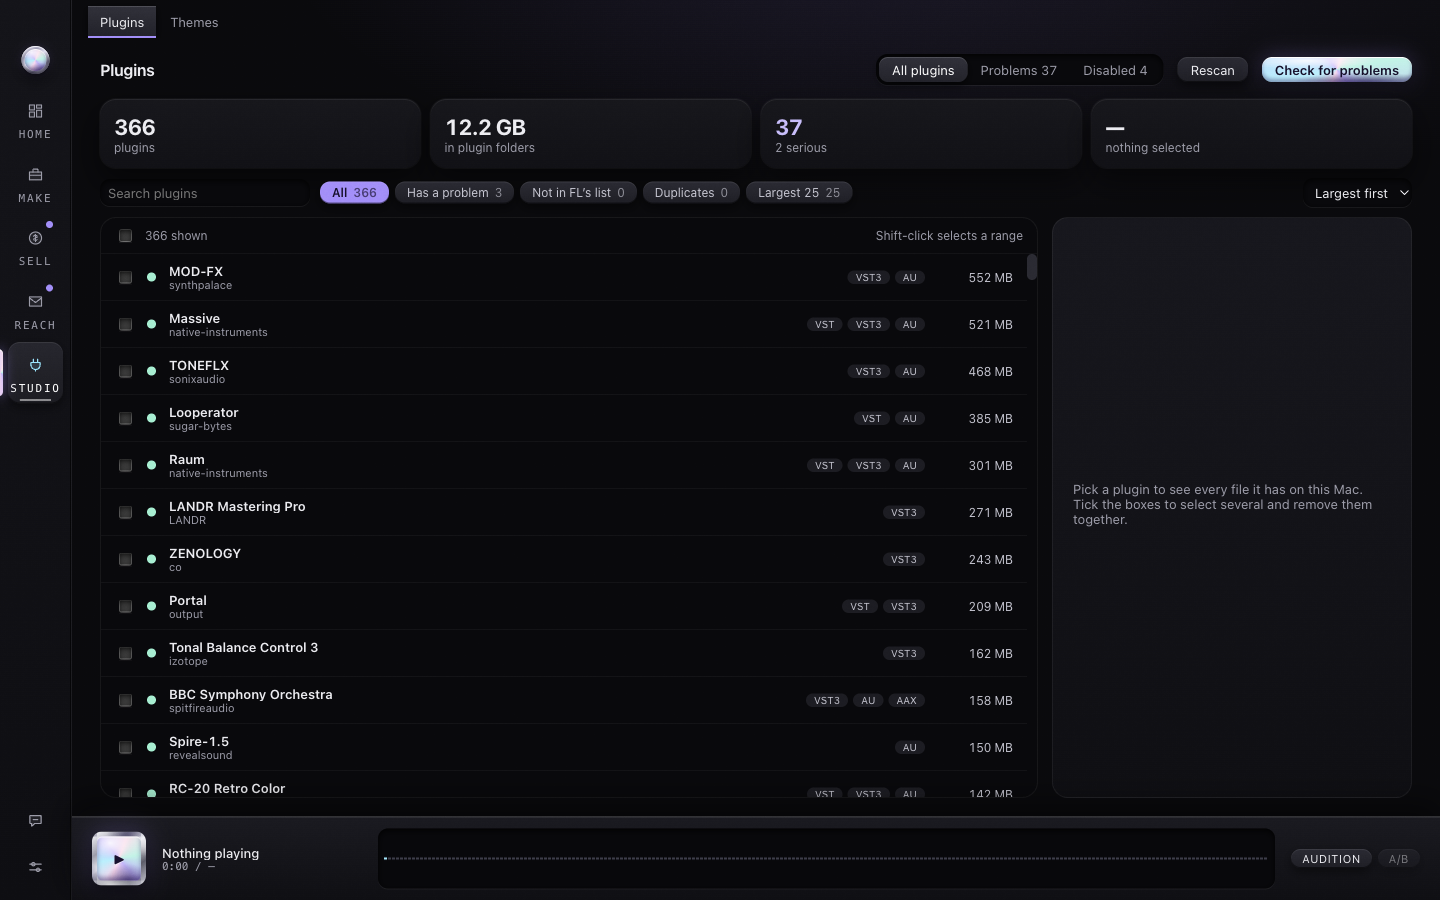 Plugins
Themes
HOME
MAKE
SELL
REACH
STUDIO
Plugins
All plugins
Problems 37
Disabled 4
Rescan
Check for problems
366
plugins
12.2 GB
in plugin folders
37
2 serious
—
nothing selected
Search plugins
All 366
Has a problem 3
Not in FL's list 0
Duplicates 0
Largest 25 25
Largest first
366 shown
Shift-click selects a range
MOD-FX
synthpalace
VST3 AU 552 MB
Massive
native-instruments
VST VST3 AU 521 MB
TONEFLX
sonixaudio
VST3 AU 468 MB
Looperator
sugar-bytes
VST AU 385 MB
Raum
native-instruments
VST VST3 AU 301 MB
LANDR Mastering Pro
LANDR
VST3 271 MB
ZENOLOGY
co
VST3 243 MB
Portal
output
VST VST3 209 MB
Tonal Balance Control 3
izotope
VST3 162 MB
BBC Symphony Orchestra
spitfireaudio
VST3 AU AAX 158 MB
Spire-1.5
revealsound
AU 150 MB
RC-20 Retro Color
VST VST3 AU 142 MB
Pick a plugin to see every file it has on this Mac.
Tick the boxes to select several and remove them
together.
Nothing playing
0:00 / —
AUDITION
A/B